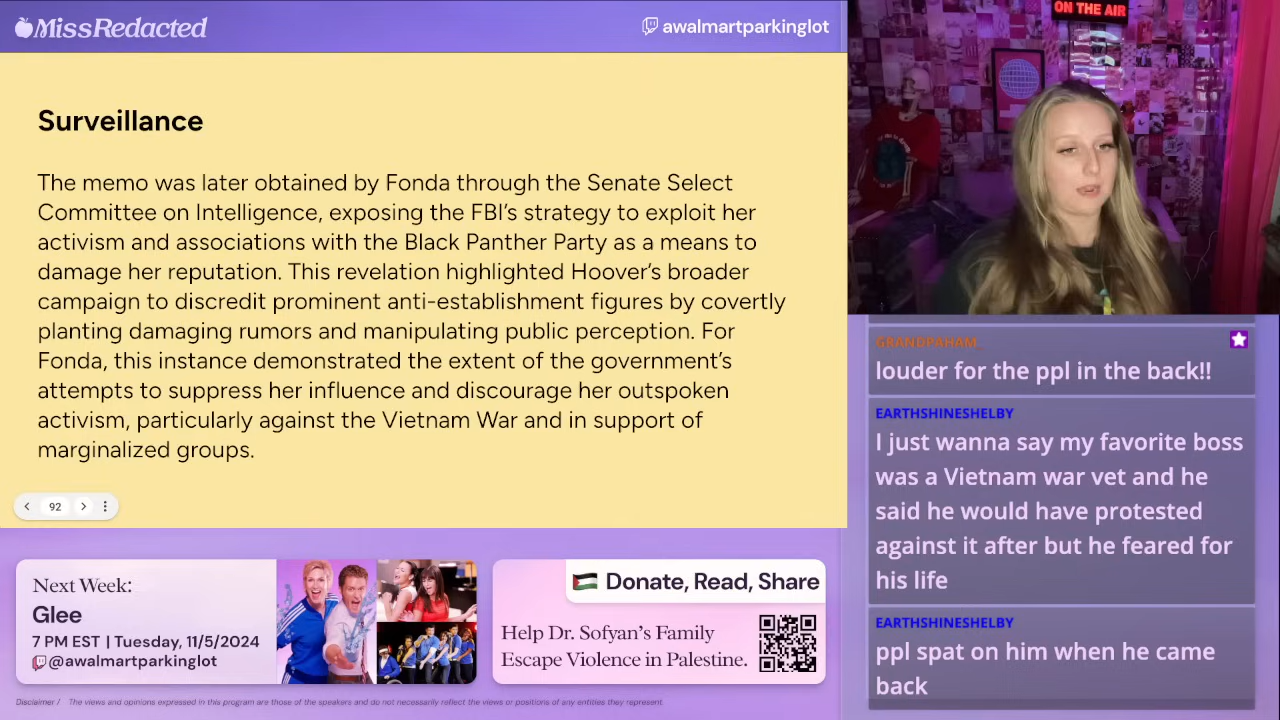 MissRedacted
awalmartparkinglot
ON THE AIR
Surveillance
The memo was later obtained by Fonda through the Senate Select
Committee on Intelligence, exposing the FBI's strategy to exploit her
activism and associations with the Black Panther Party as a means to
damage her reputation. This revelation highlighted Hoover's broader
campaign to discredit prominent anti-establishment figures by covertly
planting damaging rumors and manipulating public perception. For
Fonda, this instance demonstrated the extent of the government's
attempts to suppress her influence and discourage her outspoken
activism, particularly against the Vietnam War and in support of
marginalized groups.
92
GRANDPAHAM_
louder for the ppl in the back!!
EARTHSHINESHELBY
I just wanna say my favorite boss
was a Vietnam war vet and he
said he would have protested
against it after but he feared for
his life
EARTHSHINESHELBY
ppl spat on him when he came
back
Next Week:
Glee
7 PM EST | Tuesday, 11/5/2024
@awalmartparkinglot
Donate, Read, Share
Help Dr. Sofyan's Family
Escape Violence in Palestine.
Disclaimer / The views and opinions expressed in this program are those of the speakers and do not necessarily reflect the views or positions of any entities they represent.